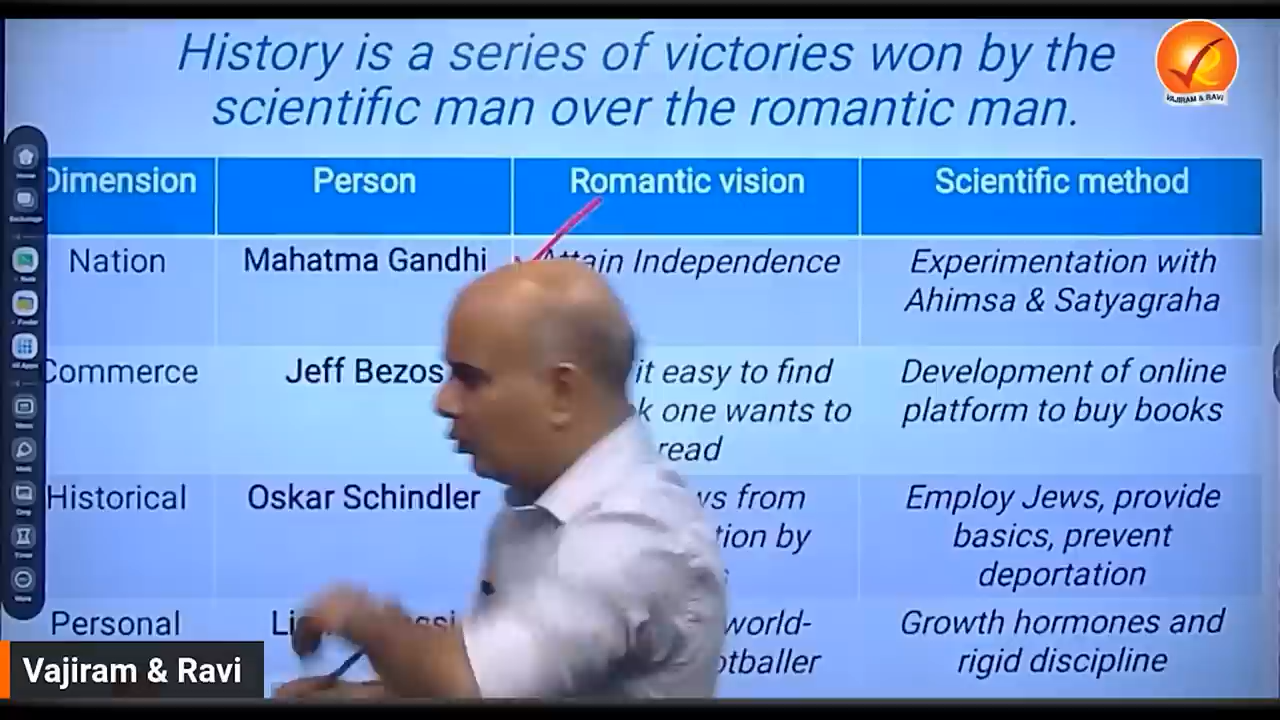 History is a series of victories won by the
scientific man over the romantic man.
VAJIRAM & RAVI
Dimension Person Romantic vision Scientific method
Nation Mahatma Gandhi Attain Independence Experimentation with
Ahimsa & Satyagraha
Commerce Jeff Bezos it easy to find Development of online
one wants to platform to buy books
read
Historical Oskar Schindler from Employ Jews, provide
by basics, prevent
deportation
Personal Growth hormones and
rigid discipline
Vajiram & Ravi